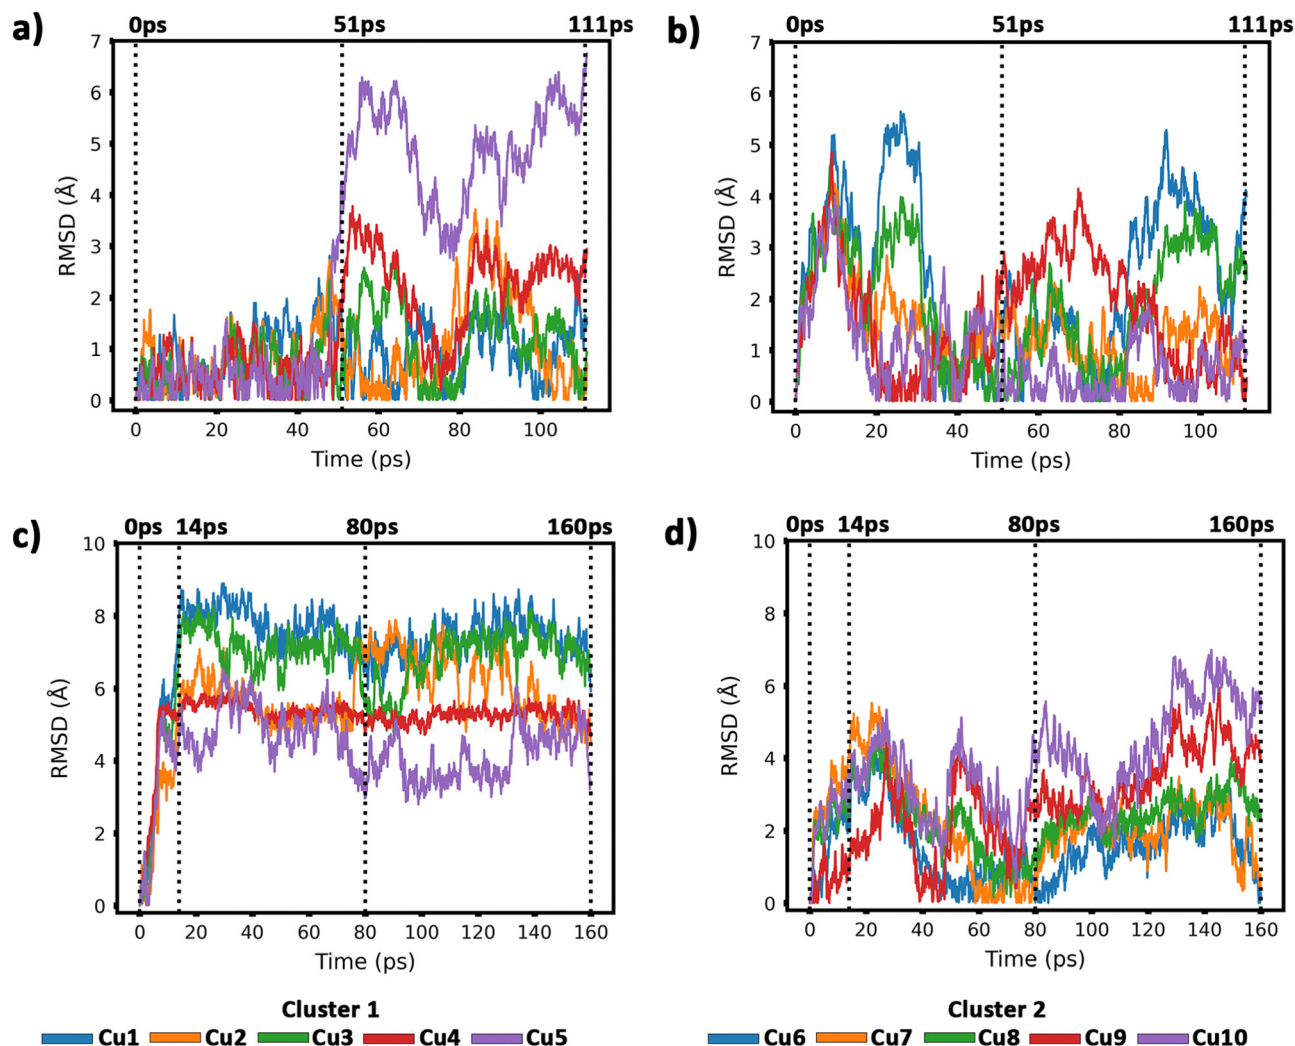 a)
0ps 51ps 111ps
7
6
5
4
3
2
1
0
RMSD (Å)
0 20 40 60 80 100
Time (ps)
b)
0ps 51ps 111ps
7
6
5
4
3
2
1
0
RMSD (Å)
0 20 40 60 80 100
Time (ps)
c)
0ps 14ps 80ps 160ps
10
8
6
4
2
0
RMSD (Å)
0 20 40 60 80 100 120 140 160
Time (ps)
d)
0ps 14ps 80ps 160ps
10
8
6
4
2
0
RMSD (Å)
0 20 40 60 80 100 120 140 160
Time (ps)
Cluster 1
Cu1 Cu2 Cu3 Cu4 Cu5
Cluster 2
Cu6 Cu7 Cu8 Cu9 Cu10